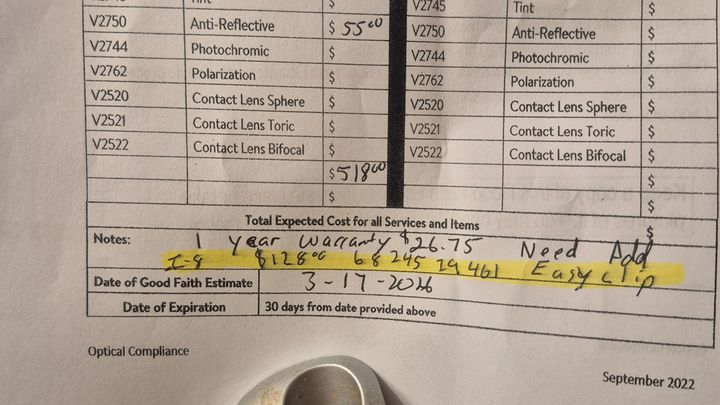 Tint $ V2745 Tint $
V2750 Anti-Reflective $ 55.00 V2750 Anti-Reflective $
V2744 Photochromic $ V2744 Photochromic $
V2762 Polarization $ V2762 Polarization $
V2520 Contact Lens Sphere $ V2520 Contact Lens Sphere $
V2521 Contact Lens Toric $ V2521 Contact Lens Toric $
V2522 Contact Lens Bifocal $ V2522 Contact Lens Bifocal $
$518.00 $
$ $
Total Expected Cost for all Services and Items $
Notes: 1 year warranty $26.75 Need Add
I-8 $128.00 68245 29461 Easy clip
Date of Good Faith Estimate 3-17-2026
Date of Expiration 30 days from date provided above
Optical Compliance
September 2022